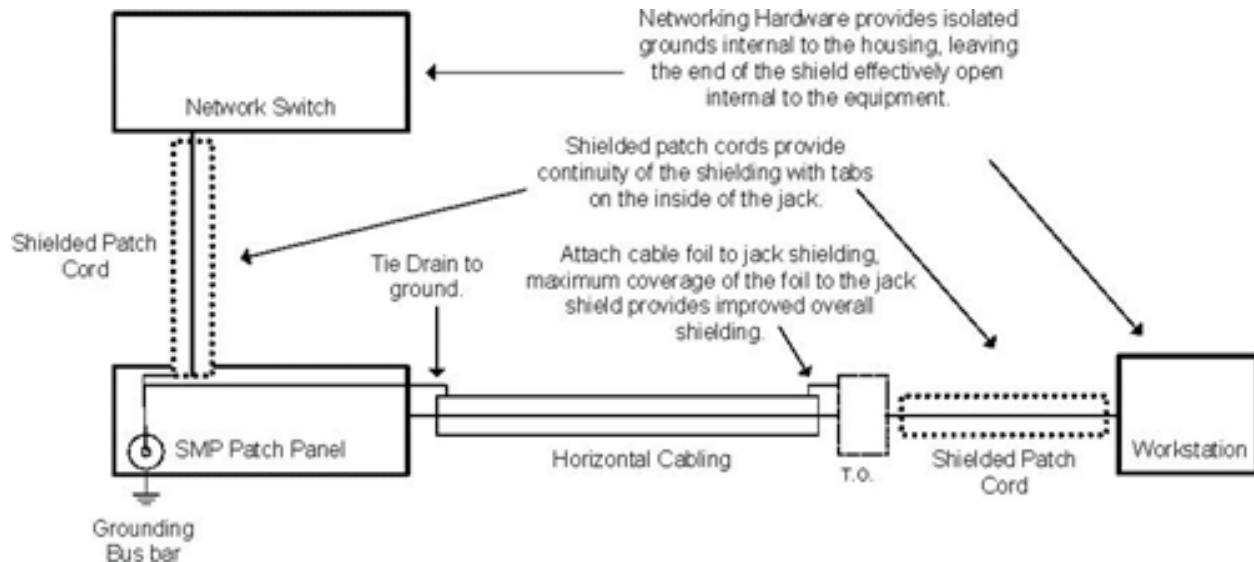 Networking Hardware provides isolated
grounds internal to the housing, leaving
the end of the shield effectively open
internal to the equipment.
Network Switch
Shielded patch cords provide
continuity of the shielding with tabs
on the inside of the jack.
Shielded Patch
Cord
Tie Drain to
ground.
Attach cable foil to jack shielding,
maximum coverage of the foil to the jack
shield provides improved overall
shielding.
SMP Patch Panel
Horizontal Cabling
T.O.
Shielded Patch
Cord
Workstation
Grounding
Bus bar